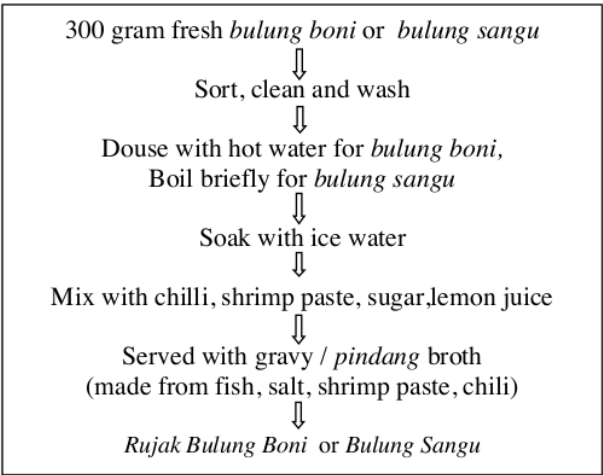 300 gram fresh bulung boni or bulung sangu
Sort, clean and wash
Douse with hot water for bulung boni,
Boil briefly for bulung sangu
Soak with ice water
Mix with chilli, shrimp paste, sugar,lemon juice
Served with gravy / pindang broth
(made from fish, salt, shrimp paste, chili)
Rujak Bulung Boni or Bulung Sangu